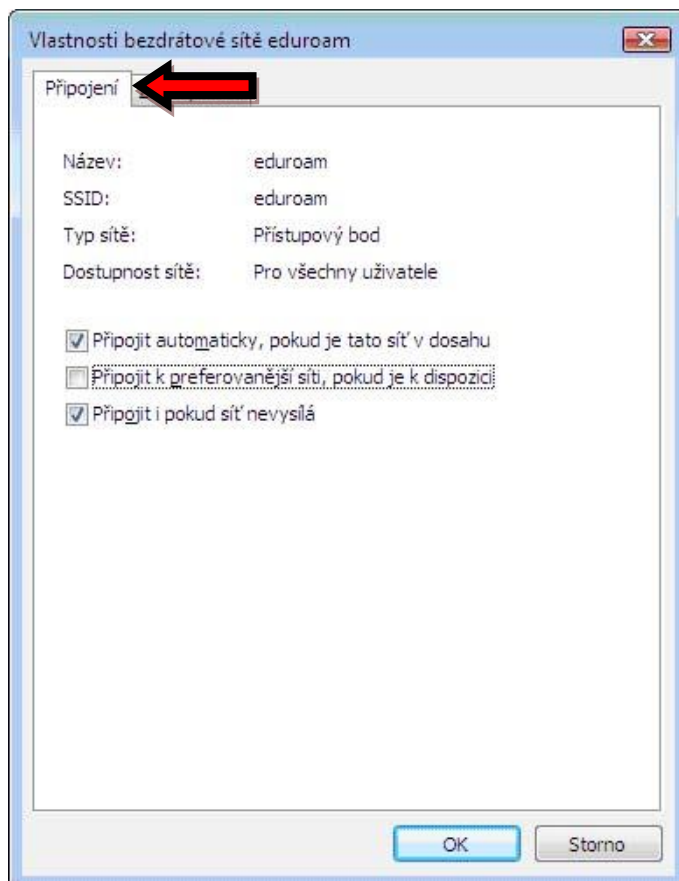 Vlastnosti bezdrátové sítě eduroam
Připojení
Název: eduroam
SSID: eduroam
Typ sítě: Přístupový bod
Dostupnost sítě: Pro všechny uživatele
Připojit automaticky, pokud je tato síť v dosahu
Připojit k preferovanější síti, pokud je k dispozici
Připojit i pokud síť nevysílá
OK Storno